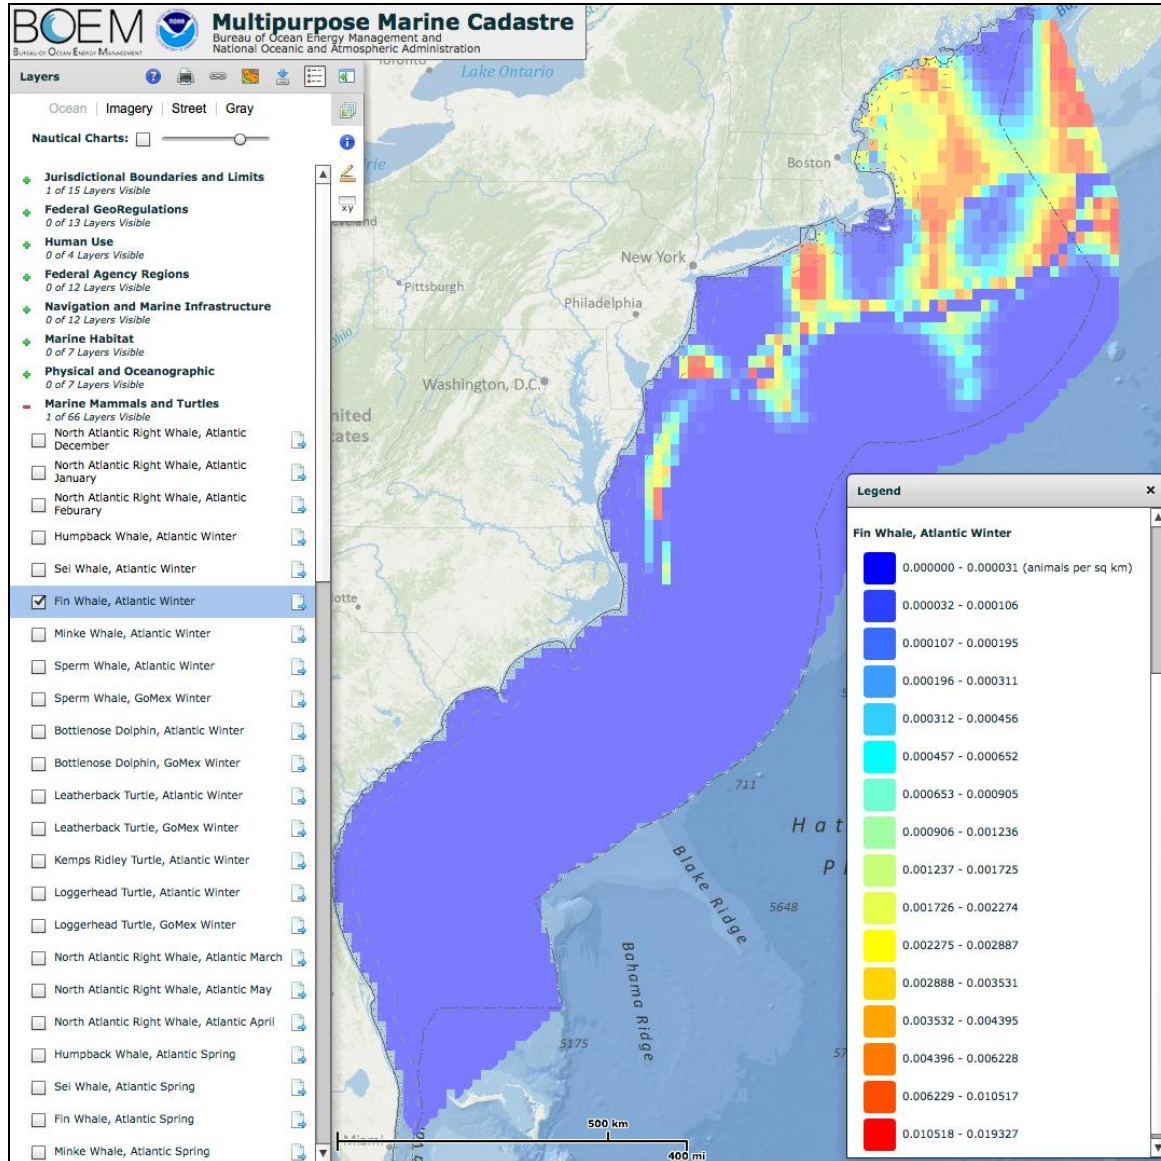 BOEM
BUREAU OF OCEAN ENERGY MANAGEMENT
NOAA
Multipurpose Marine Cadastre
Bureau of Ocean Energy Management and
National Oceanic and Atmospheric Administration
Layers
Ocean | Imagery | Street | Gray
Nautical Charts:
Jurisdictional Boundaries and Limits
1 of 15 Layers Visible
Federal GeoRegulations
0 of 13 Layers Visible
Human Use
0 of 4 Layers Visible
Federal Agency Regions
0 of 12 Layers Visible
Navigation and Marine Infrastructure
0 of 12 Layers Visible
Marine Habitat
0 of 7 Layers Visible
Physical and Oceanographic
0 of 7 Layers Visible
Marine Mammals and Turtles
1 of 66 Layers Visible
North Atlantic Right Whale, Atlantic
December
North Atlantic Right Whale, Atlantic
January
North Atlantic Right Whale, Atlantic
Feburary
Humpback Whale, Atlantic Winter
Sei Whale, Atlantic Winter
Fin Whale, Atlantic Winter
Minke Whale, Atlantic Winter
Sperm Whale, Atlantic Winter
Sperm Whale, GoMex Winter
Bottlenose Dolphin, Atlantic Winter
Bottlenose Dolphin, GoMex Winter
Leatherback Turtle, Atlantic Winter
Leatherback Turtle, GoMex Winter
Kemps Ridley Turtle, Atlantic Winter
Loggerhead Turtle, Atlantic Winter
Loggerhead Turtle, GoMex Winter
North Atlantic Right Whale, Atlantic March
North Atlantic Right Whale, Atlantic May
North Atlantic Right Whale, Atlantic April
Humpback Whale, Atlantic Spring
Sei Whale, Atlantic Spring
Fin Whale, Atlantic Spring
Minke Whale, Atlantic Spring
xy
Toronto
Lake Ontario
Erie
eveland
Boston
New York
Pittsburgh
Philadelphia
Ohio
Washington, D.C.
nited
tates
lotte
711
Hat
P
Blake Ridge
5648
Bahama Ridge
5175
57
Miami
500 km
400 mi
Legend
Fin Whale, Atlantic Winter
0.000000 - 0.000031 (animals per sq km)
0.000032 - 0.000106
0.000107 - 0.000195
0.000196 - 0.000311
0.000312 - 0.000456
0.000457 - 0.000652
0.000653 - 0.000905
0.000906 - 0.001236
0.001237 - 0.001725
0.001726 - 0.002274
0.002275 - 0.002887
0.002888 - 0.003531
0.003532 - 0.004395
0.004396 - 0.006228
0.006229 - 0.010517
0.010518 - 0.019327